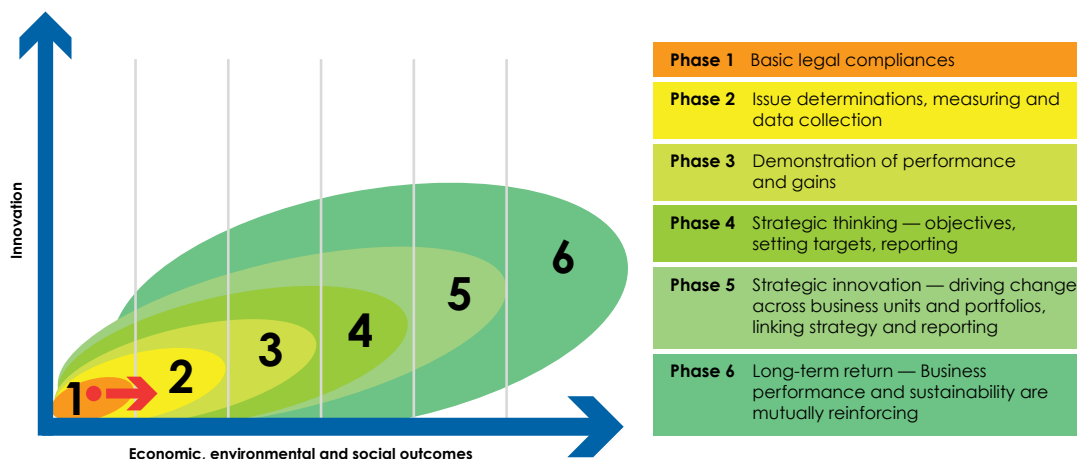 Innovation
1
2
3
4
5
6
Economic, environmental and social outcomes
Phase 1 Basic legal compliances
Phase 2 Issue determinations, measuring and
data collection
Phase 3 Demonstration of performance
and gains
Phase 4 Strategic thinking — objectives,
setting targets, reporting
Phase 5 Strategic innovation — driving change
across business units and portfolios,
linking strategy and reporting
Phase 6 Long-term return — Business
performance and sustainability are
mutually reinforcing